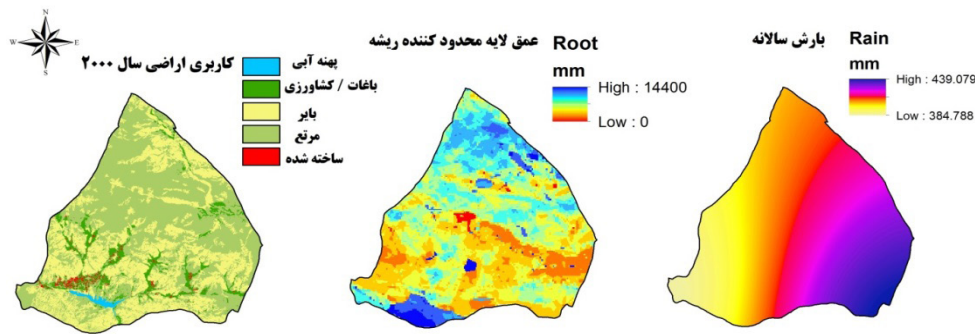 N
W
E
S
کاربری اراضی سال ۲۰۰۰
پهنه آبی
باغات / کشاورزی
بایر
مرتع
ساخته شده
عمق لایه محدود کننده ریشه
Root
mm
High : 14400
Low : 0
بارش سالانه
Rain
mm
High : 439.079
Low : 384.788